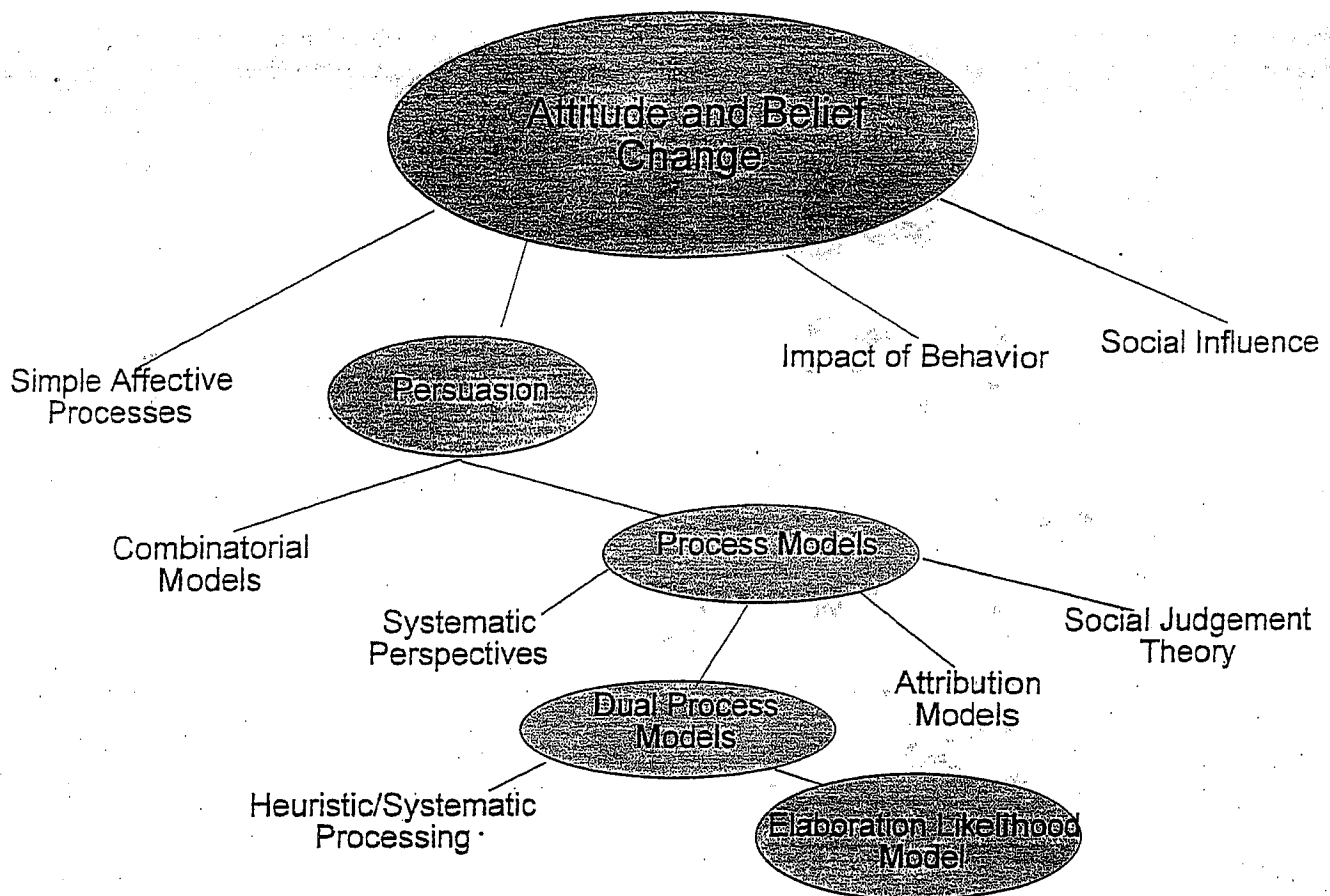 Attitude and Belief
Change
Simple Affective
Processes
Persuasion
Impact of Behavior
Social Influence
Combinatorial
Models
Process Models
Systematic
Perspectives
Social Judgement
Theory
Dual Process
Models
Attribution
Models
Heuristic/Systematic
Processing
Elaboration Likelihood
Model